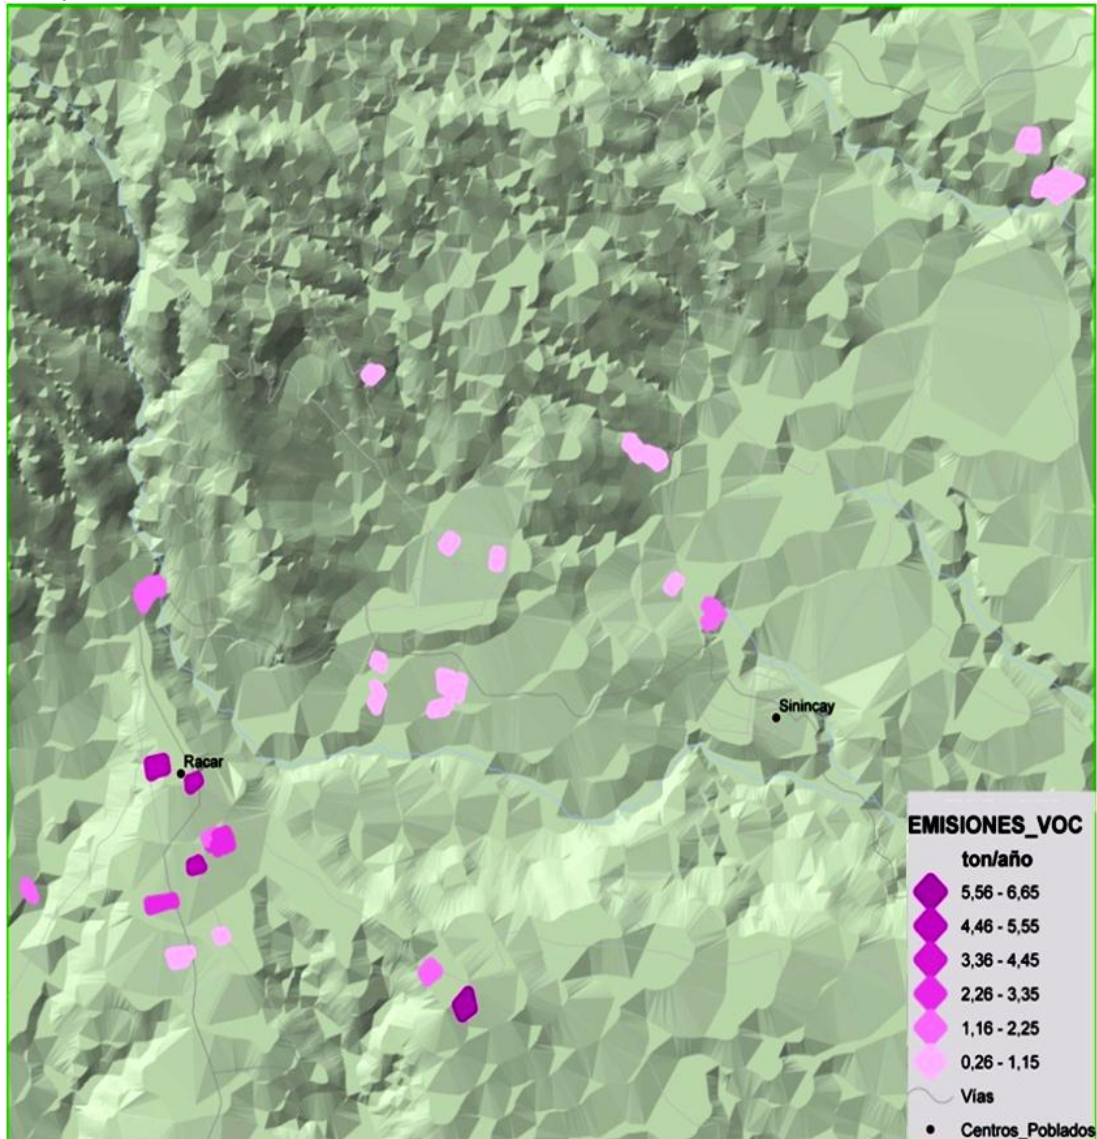 Sinincay
Racar
EMISIONES_VOC
ton/año
5,56 - 6,65
4,46 - 5,55
3,36 - 4,45
2,26 - 3,35
1,16 - 2,25
0,26 - 1,15
Vías
Centros_Poblados